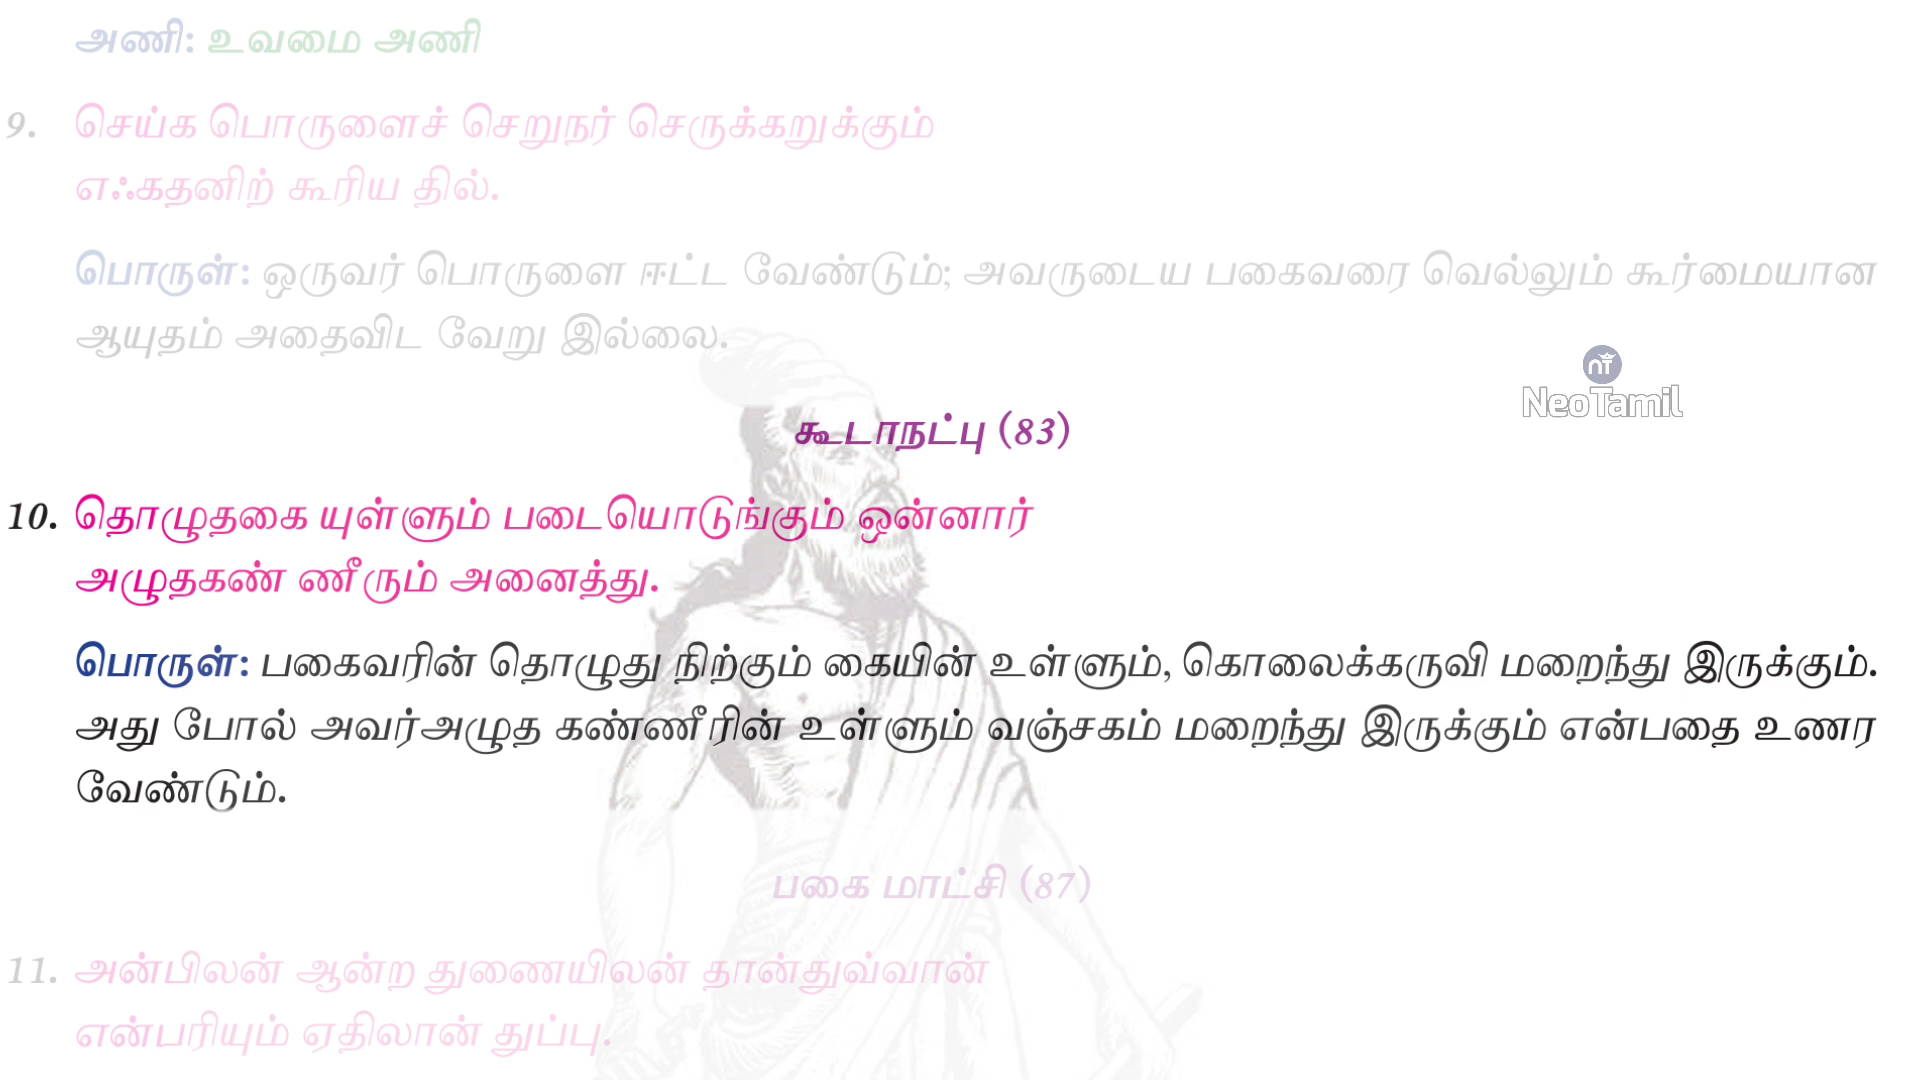 அணி: உவமை அணி
9. செய்க பொருளைச் செறுநர் செருக்கறுக்கும்
எஃகதனிற் கூரிய தில்.
பொருள்: ஒருவர் பொருளை ஈட்ட வேண்டும்; அவருடைய பகைவரை வெல்லும் கூர்மையான
ஆயுதம் அதைவிட வேறு இல்லை.
NT
NeoTamil
கூடாநட்பு (83)
10. தொழுதகை யுள்ளும் படையொடுங்கும் ஒன்னார்
அழுதகண் ணீரும் அனைத்து.
பொருள்: பகைவரின் தொழுது நிற்கும் கையின் உள்ளும், கொலைக்கருவி மறைந்து இருக்கும்.
அது போல் அவர்அழுத கண்ணீரின் உள்ளும் வஞ்சகம் மறைந்து இருக்கும் என்பதை உணர
வேண்டும்.
பகை மாட்சி (87)
11. அன்பிலன் ஆன்ற துணையிலன் தான்துவ்வான்
என்பரியும் ஏதிலான் துப்பு.